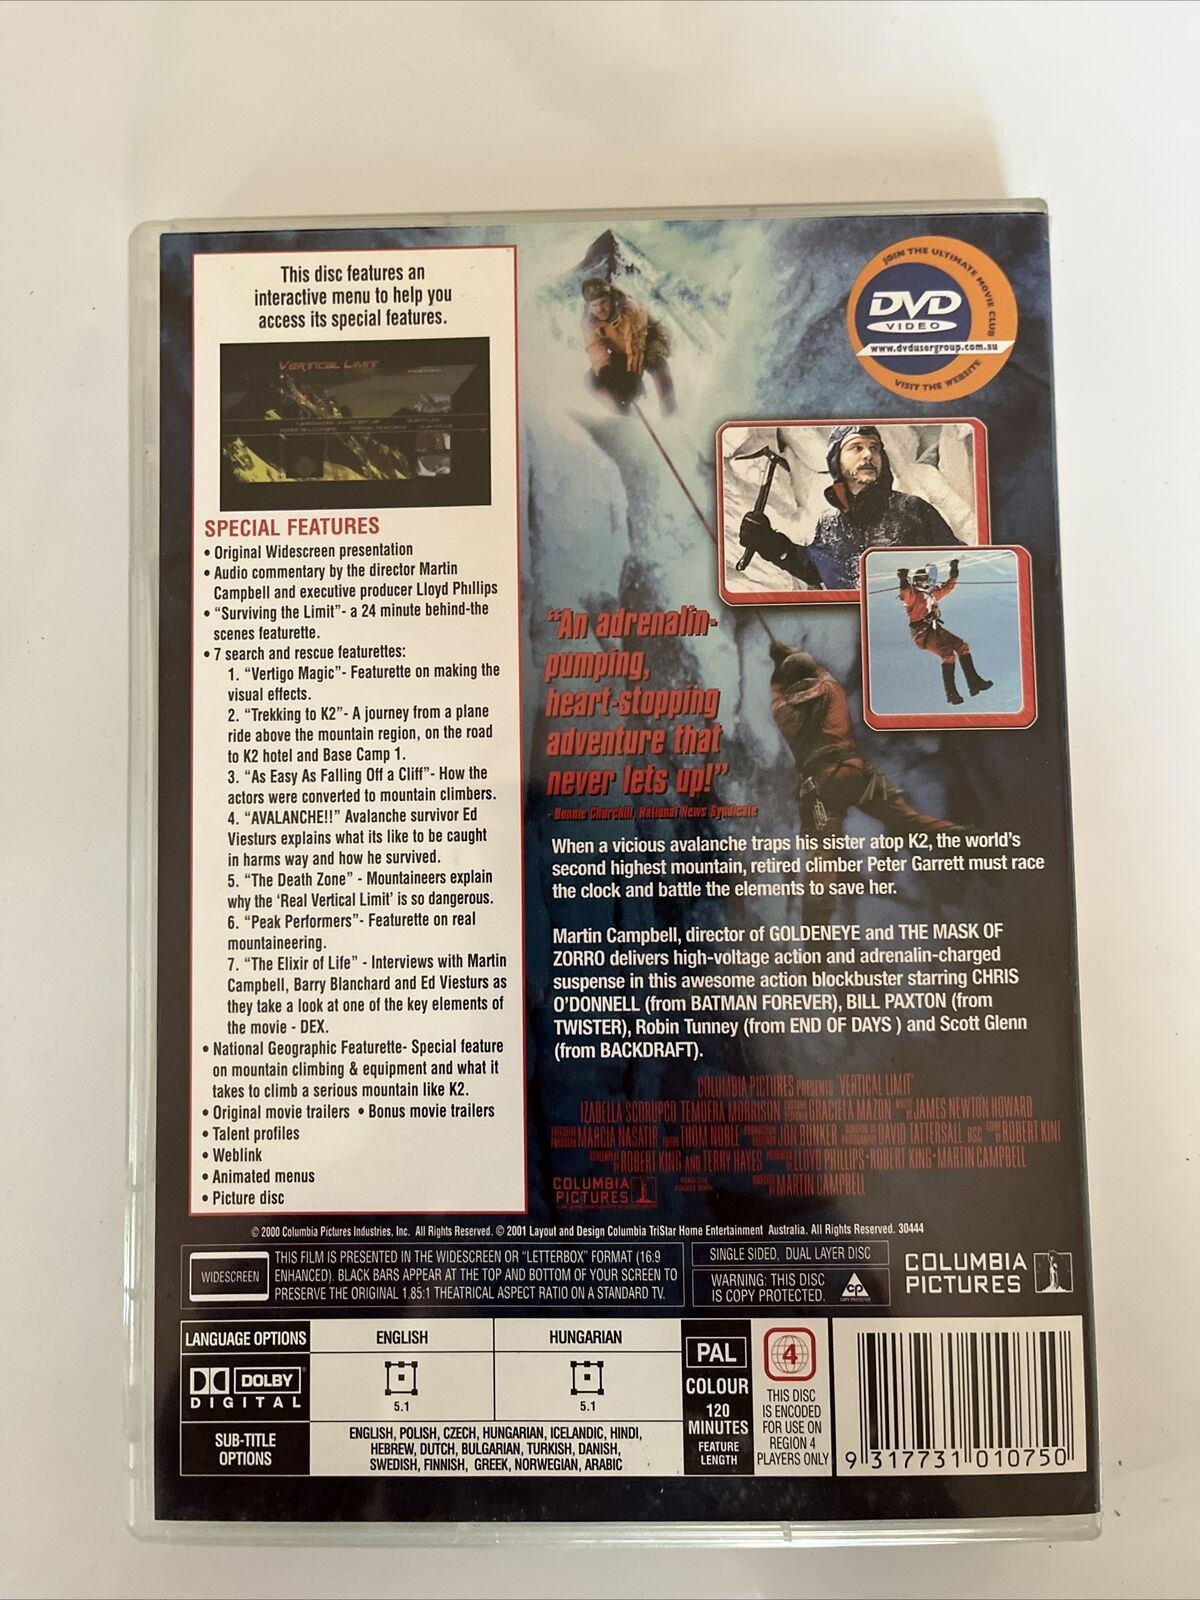 This disc features an
interactive menu to help you
access its special features.
VERTICAL LIMIT
SPECIAL FEATURES
• Original Widescreen presentation
• Audio commentary by the director Martin
Campbell and executive producer Lloyd Phillips
• "Surviving the Limit"- a 24 minute behind-the
scenes featurette.
• 7 search and rescue featurettes:
1. "Vertigo Magic"- Featurette on making the
visual effects.
2. "Trekking to K2"- A journey from a plane
ride above the mountain region, on the road
to K2 hotel and Base Camp 1.
3. "As Easy As Falling Off a Cliff"- How the
actors were converted to mountain climbers.
4. "AVALANCHE!!" Avalanche survivor Ed
Viesturs explains what its like to be caught
in harms way and how he survived.
5. "The Death Zone" - Mountaineers explain
why the 'Real Vertical Limit' is so dangerous.
6. "Peak Performers"- Featurette on real
mountaineering.
7. "The Elixir of Life" - Interviews with Martin
Campbell, Barry Blanchard and Ed Viesturs as
they take a look at one of the key elements of
the movie - DEX.
• National Geographic Featurette- Special feature
on mountain climbing & equipment and what it
takes to climb a serious mountain like K2.
• Original movie trailers • Bonus movie trailers
• Talent profiles
• Weblink
• Animated menus
• Picture disc
JOIN THE ULTIMATE MOVIE CLUB
DVD
VIDEO
www.dvdusergroup.com.au
VISIT THE WEBSITE
"An adrenalin-
pumping,
heart-stopping
adventure that
never lets up!"
- Bonnie Churchill, National News Syndicate
When a vicious avalanche traps his sister atop K2, the world's
second highest mountain, retired climber Peter Garrett must race
the clock and battle the elements to save her.
Martin Campbell, director of GOLDENEYE and THE MASK OF
ZORRO delivers high-voltage action and adrenalin-charged
suspense in this awesome action blockbuster starring CHRIS
O'DONNELL (from BATMAN FOREVER), BILL PAXTON (from
TWISTER), Robin Tunney (from END OF DAYS ) and Scott Glenn
(from BACKDRAFT).
COLUMBIA PICTURES PRESENTS 'VERTICAL LIMIT'
IZABELLA SCORUPCO TEMUERA MORRISON GRACIELA MAZON JAMES NEWTON HOWARD
MARCIA NASATIR THOM NOBLE JON BUNKER DAVID TATTERSALL BSC ROBERT KING
ROBERT KING AND TERRY HAYES LLOYD PHILLIPS · ROBERT KING · MARTIN CAMPBELL
MARTIN CAMPBELL
COLUMBIA
PICTURES
READ THE
POCKET BOOK
© 2000 Columbia Pictures Industries, Inc. All Rights Reserved. © 2001 Layout and Design Columbia TriStar Home Entertainment Australia. All Rights Reserved. 30444
WIDESCREEN
THIS FILM IS PRESENTED IN THE WIDESCREEN OR "LETTERBOX" FORMAT (16:9
ENHANCED). BLACK BARS APPEAR AT THE TOP AND BOTTOM OF YOUR SCREEN TO
PRESERVE THE ORIGINAL 1.85:1 THEATRICAL ASPECT RATIO ON A STANDARD TV.
SINGLE SIDED, DUAL LAYER DISC
WARNING: THIS DISC
IS COPY PROTECTED.
cp
COLUMBIA
PICTURES
LANGUAGE OPTIONS
ENGLISH
HUNGARIAN
DOLBY
DIGITAL
5.1
5.1
SUB-TITLE
OPTIONS
ENGLISH, POLISH, CZECH, HUNGARIAN, ICELANDIC, HINDI,
HEBREW, DUTCH, BULGARIAN, TURKISH, DANISH,
SWEDISH, FINNISH, GREEK, NORWEGIAN, ARABIC
PAL
COLOUR
120
MINUTES
FEATURE
LENGTH
4
THIS DISC
IS ENCODED
FOR USE ON
REGION 4
PLAYERS ONLY
9 317731 010750